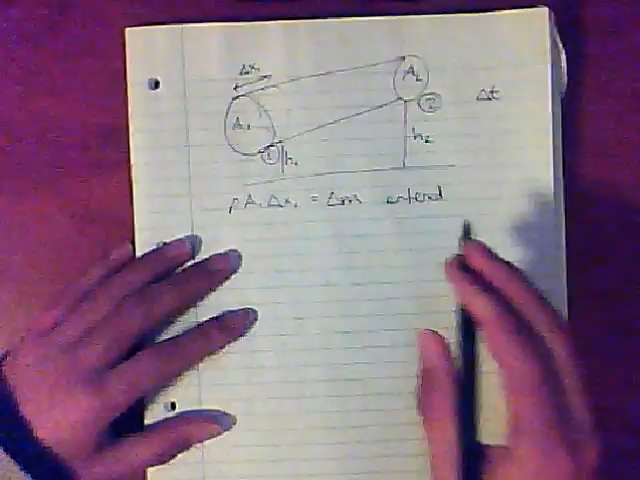 Δx₁
A₂
② Δt
A₁
① h₁ h₂
ρA₁Δx₁ = Δm entered